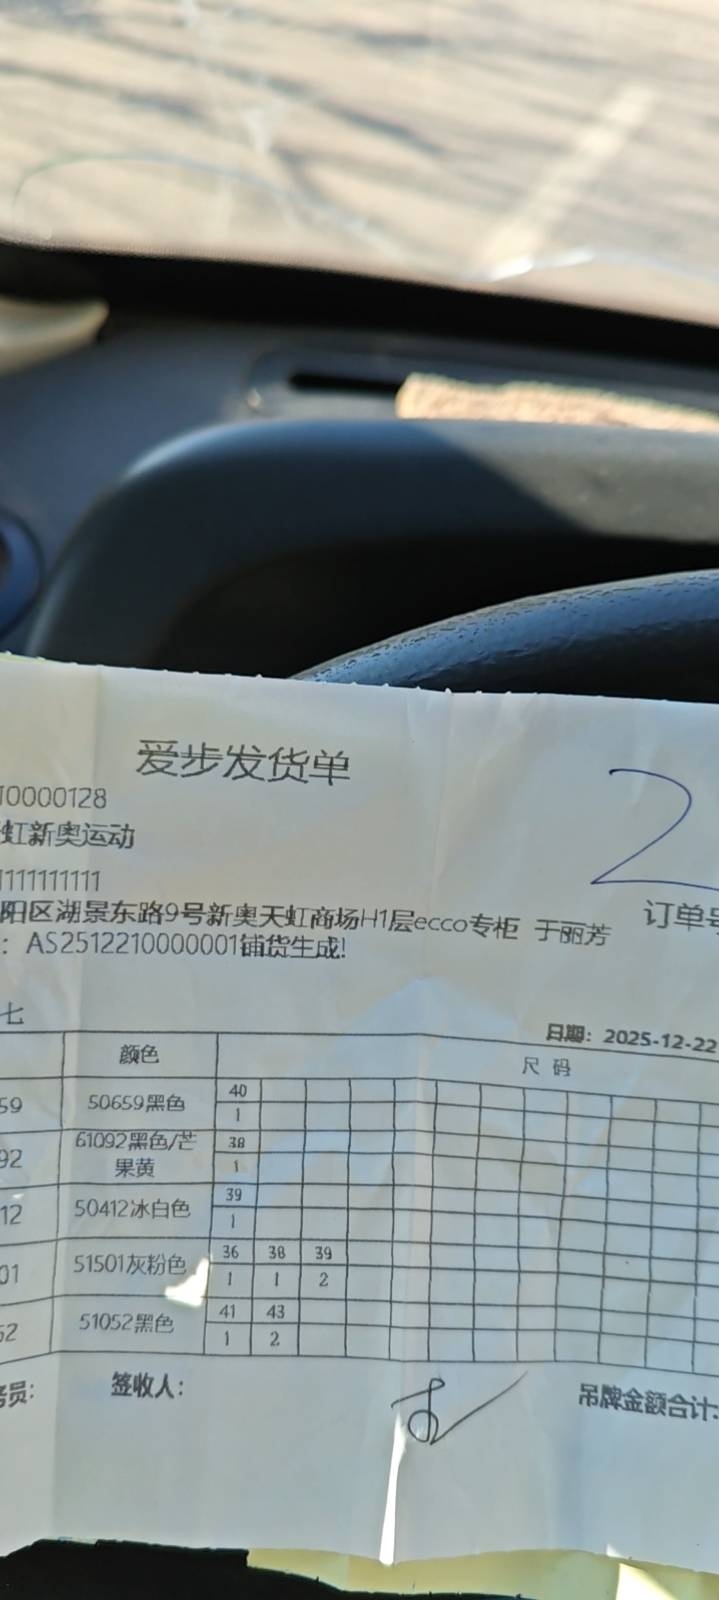 爱步发货单
2
10000128
虹新奥运动
1111111111
阳区湖景东路9号新奥天虹商场H1层ecco专柜 于丽芳
订单号
：AS2512210000001铺货生成!
七
日期：2025-12-22
颜色 尺 码
59 50659黑色 40
1
92 61092黑色/芒果黄 38
1
12 50412冰白色 39
1
01 51501灰粉色 36 38 39
1 1 2
52 51052黑色 41 43
1 2
务员： 签收人： 吊牌金额合计: